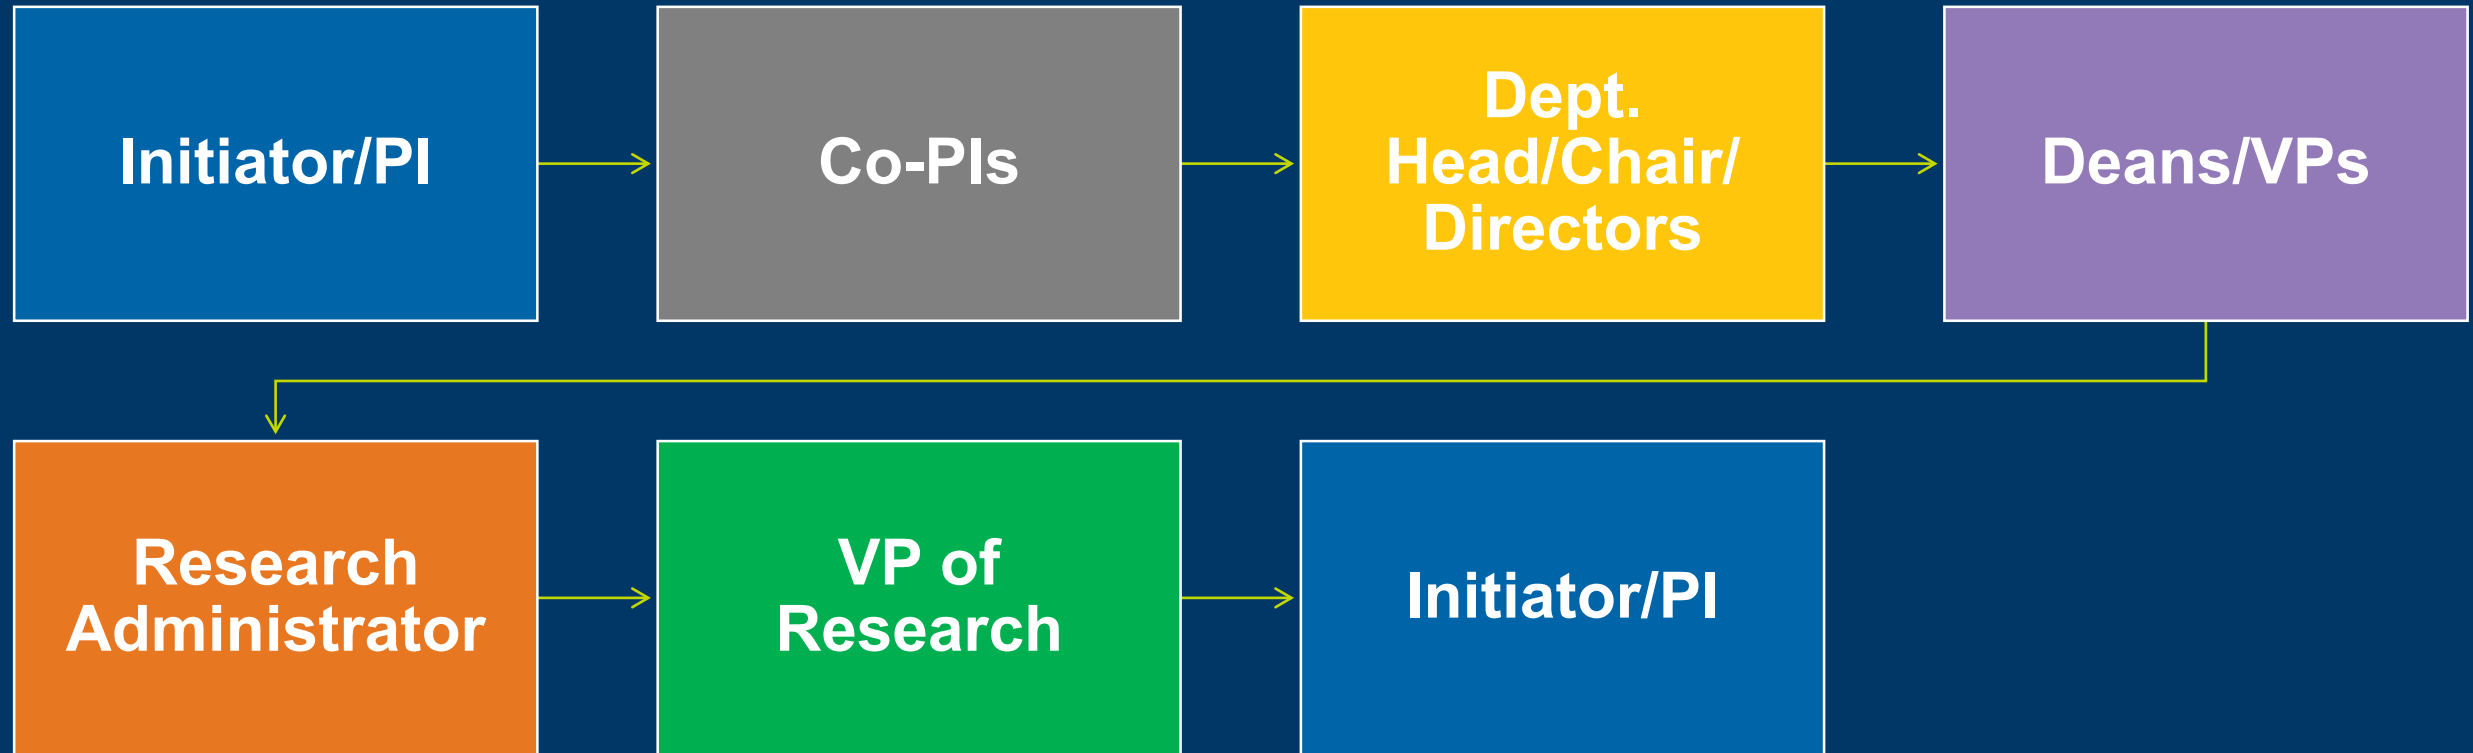 Initiator/PI
Co-PIs
Dept.
Head/Chair/
Directors
Deans/VPs
Research
Administrator
VP of
Research
Initiator/PI